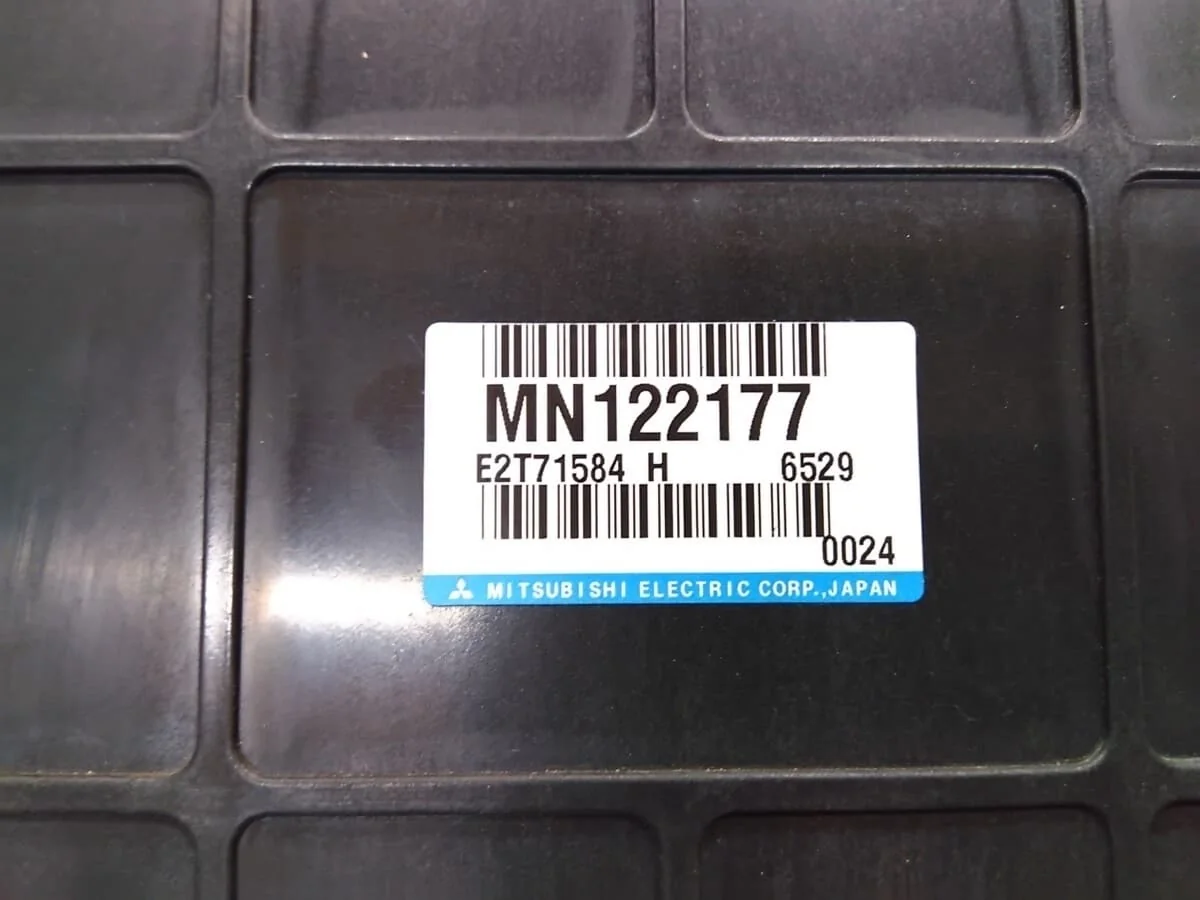 MN122177
E2T71584 H 6529
0024
MITSUBISHI ELECTRIC CORP.,JAPAN